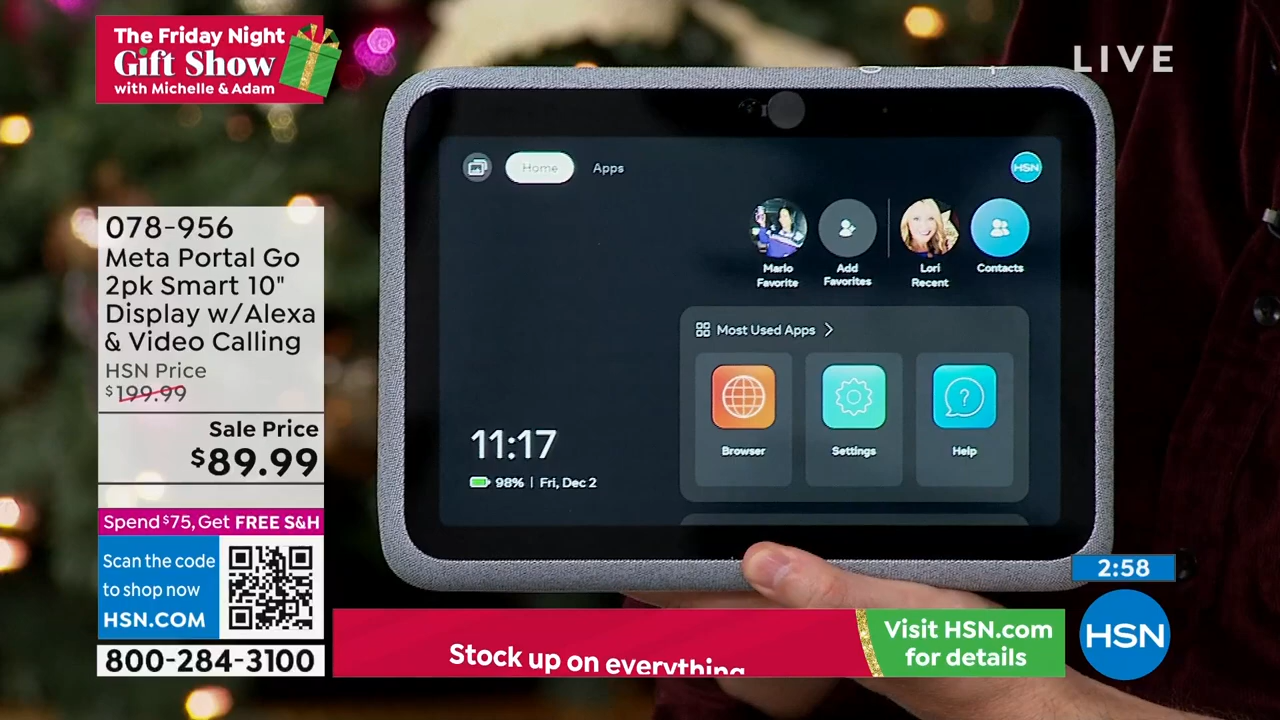 The Friday Night
Gift Show
with Michelle & Adam
LIVE
078-956
Meta Portal Go
2pk Smart 10"
Display w/Alexa
& Video Calling
HSN Price
$199.99
Sale Price
$89.99
Spend $75, Get FREE S&H
Scan the code
to shop now
HSN.COM
800-284-3100
Home
Apps
HSN
Mario
Favorite
Add
Favorites
Lori
Recent
Contacts
Most Used Apps
Browser
Settings
Help
11:17
98% | Fri, Dec 2
2:58
Stock up on everything
Visit HSN.com
for details
HSN